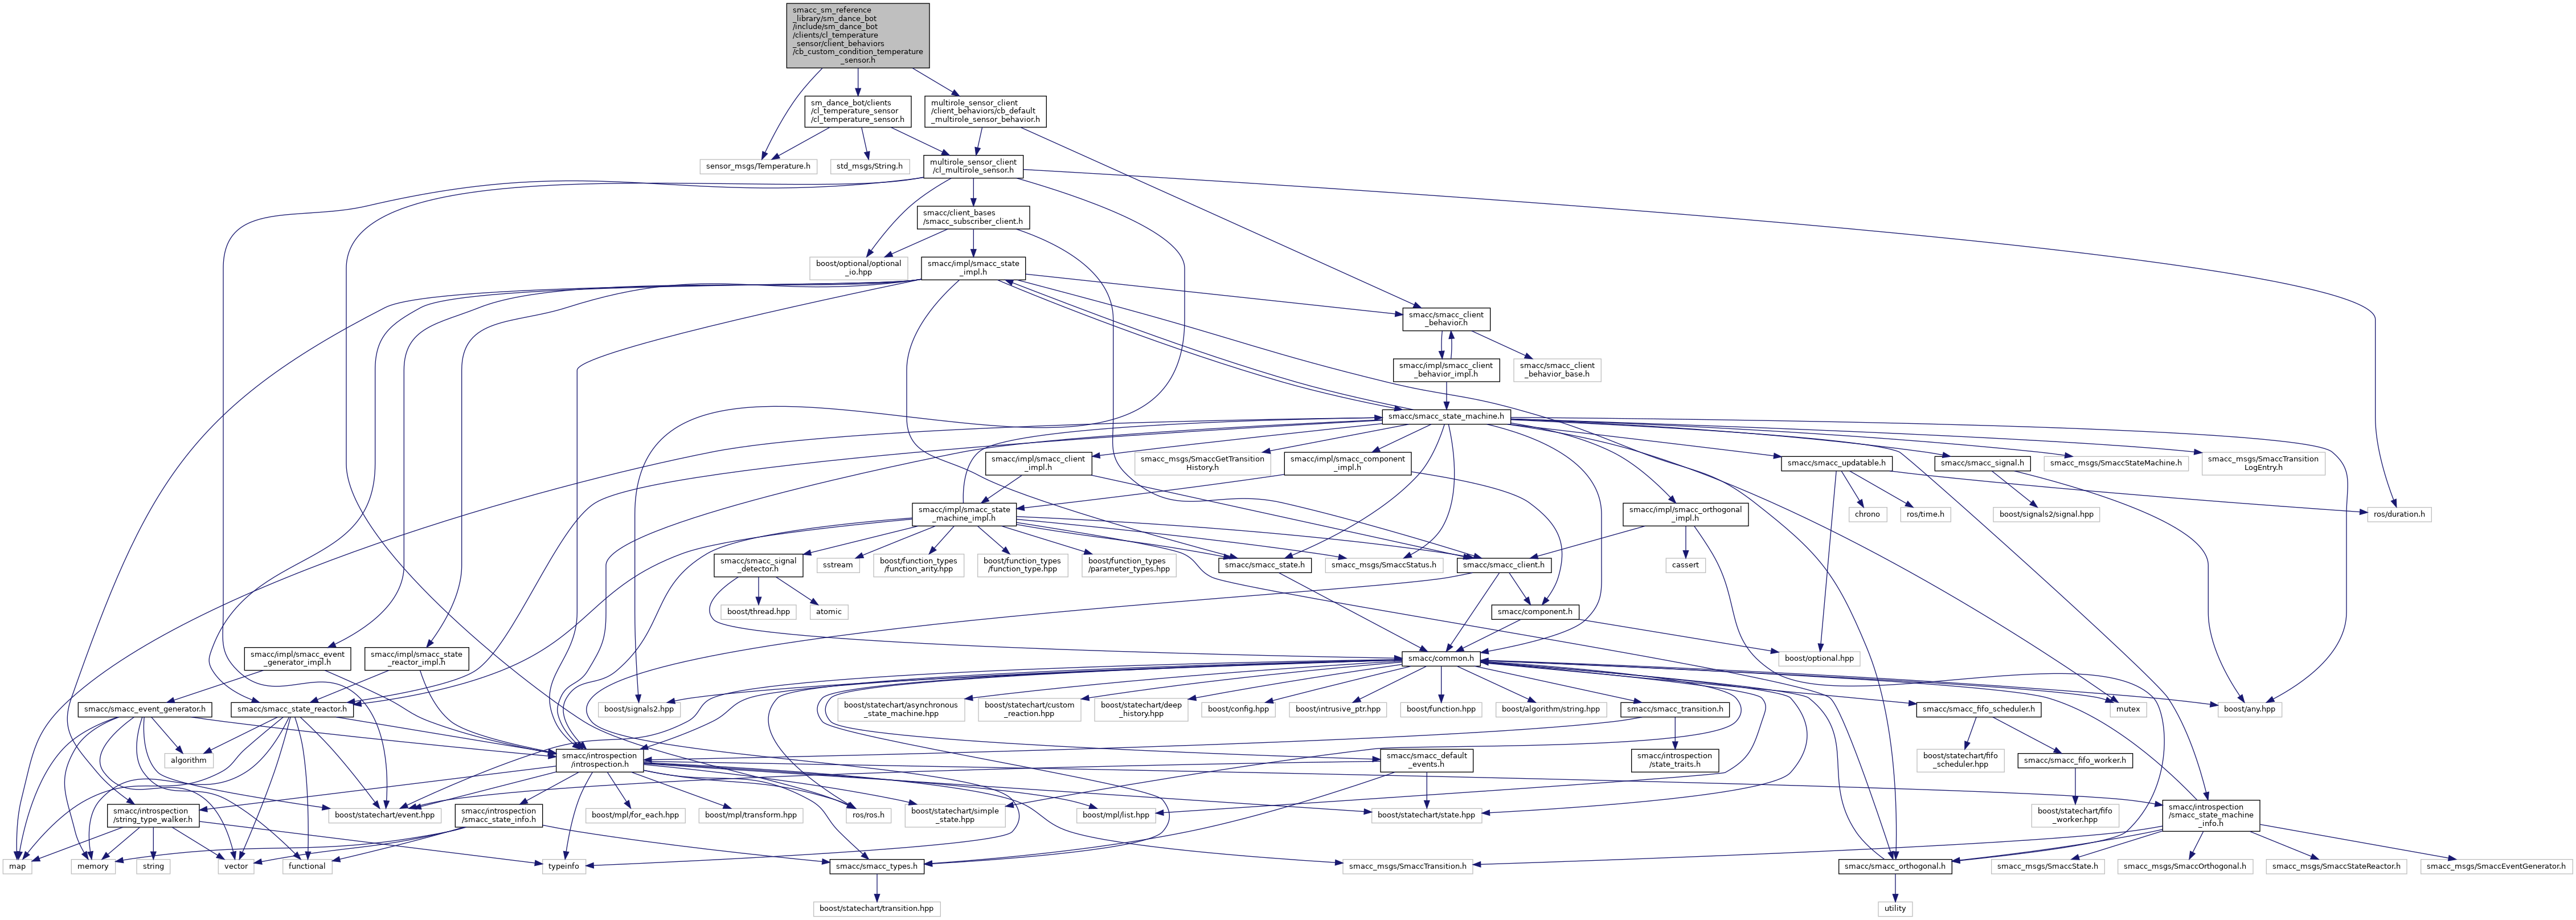 smacc_sm_reference
_library/sm_dance_bot
/include/sm_dance_bot
/clients/cl_temperature
_sensor/client_behaviors
/cb_custom_condition_temperature
_sensor.h
sm_dance_bot/clients
/cl_temperature_sensor
/cl_temperature_sensor.h
multirole_sensor_client
/client_behaviors/cb_default
_multirole_sensor_behavior.h
sensor_msgs/Temperature.h
std_msgs/String.h
multirole_sensor_client
/cl_multirole_sensor.h
smacc/client_bases
/smacc_subscriber_client.h
boost/optional/optional
_io.hpp
smacc/impl/smacc_state
_impl.h
smacc/smacc_client
_behavior.h
smacc/impl/smacc_client
_behavior_impl.h
smacc/smacc_client
_behavior_base.h
smacc/smacc_state_machine.h
smacc/impl/smacc_client
_impl.h
smacc_msgs/SmaccGetTransition
History.h
smacc/impl/smacc_component
_impl.h
smacc/smacc_updatable.h
smacc/smacc_signal.h
smacc_msgs/SmaccStateMachine.h
smacc_msgs/SmaccTransition
LogEntry.h
smacc/impl/smacc_state
_machine_impl.h
smacc/impl/smacc_orthogonal
_impl.h
chrono
ros/time.h
boost/signals2/signal.hpp
ros/duration.h
smacc/smacc_signal
_detector.h
sstream
boost/function_types
/function_arity.hpp
boost/function_types
/function_type.hpp
boost/function_types
/parameter_types.hpp
smacc/smacc_state.h
smacc_msgs/SmaccStatus.h
smacc/smacc_client.h
cassert
boost/thread.hpp
atomic
smacc/component.h
smacc/impl/smacc_event
_generator_impl.h
smacc/impl/smacc_state
_reactor_impl.h
smacc/common.h
boost/optional.hpp
smacc/smacc_event_generator.h
smacc/smacc_state_reactor.h
boost/signals2.hpp
boost/statechart/asynchronous
_state_machine.hpp
boost/statechart/custom
_reaction.hpp
boost/statechart/deep
_history.hpp
boost/config.hpp
boost/intrusive_ptr.hpp
boost/function.hpp
boost/algorithm/string.hpp
smacc/smacc_transition.h
smacc/smacc_fifo_scheduler.h
mutex
boost/any.hpp
algorithm
smacc/introspection
/introspection.h
smacc/smacc_default
_events.h
smacc/introspection
/state_traits.h
boost/statechart/fifo
_scheduler.hpp
smacc/smacc_fifo_worker.h
smacc/introspection
/string_type_walker.h
boost/statechart/event.hpp
smacc/introspection
/smacc_state_info.h
boost/mpl/for_each.hpp
boost/mpl/transform.hpp
ros/ros.h
boost/statechart/simple
_state.hpp
boost/mpl/list.hpp
boost/statechart/state.hpp
boost/statechart/fifo
_worker.hpp
smacc/introspection
/smacc_state_machine
_info.h
map
memory
string
vector
functional
typeinfo
smacc/smacc_types.h
smacc_msgs/SmaccTransition.h
smacc/smacc_orthogonal.h
smacc_msgs/SmaccState.h
smacc_msgs/SmaccOrthogonal.h
smacc_msgs/SmaccStateReactor.h
smacc_msgs/SmaccEventGenerator.h
boost/statechart/transition.hpp
utility